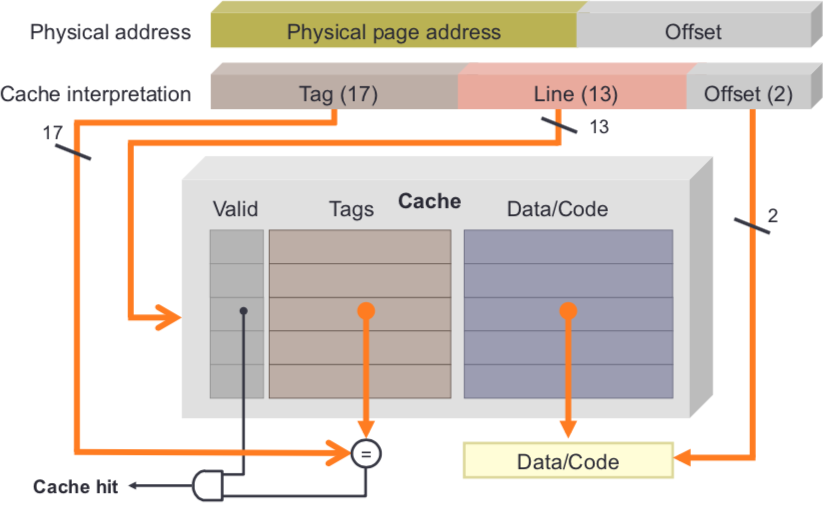 Physical address
Physical page address
Offset
Cache interpretation
Tag (17)
Line (13)
Offset (2)
17
13
2
Cache
Valid
Tags
Data/Code
=
Data/Code
Cache hit